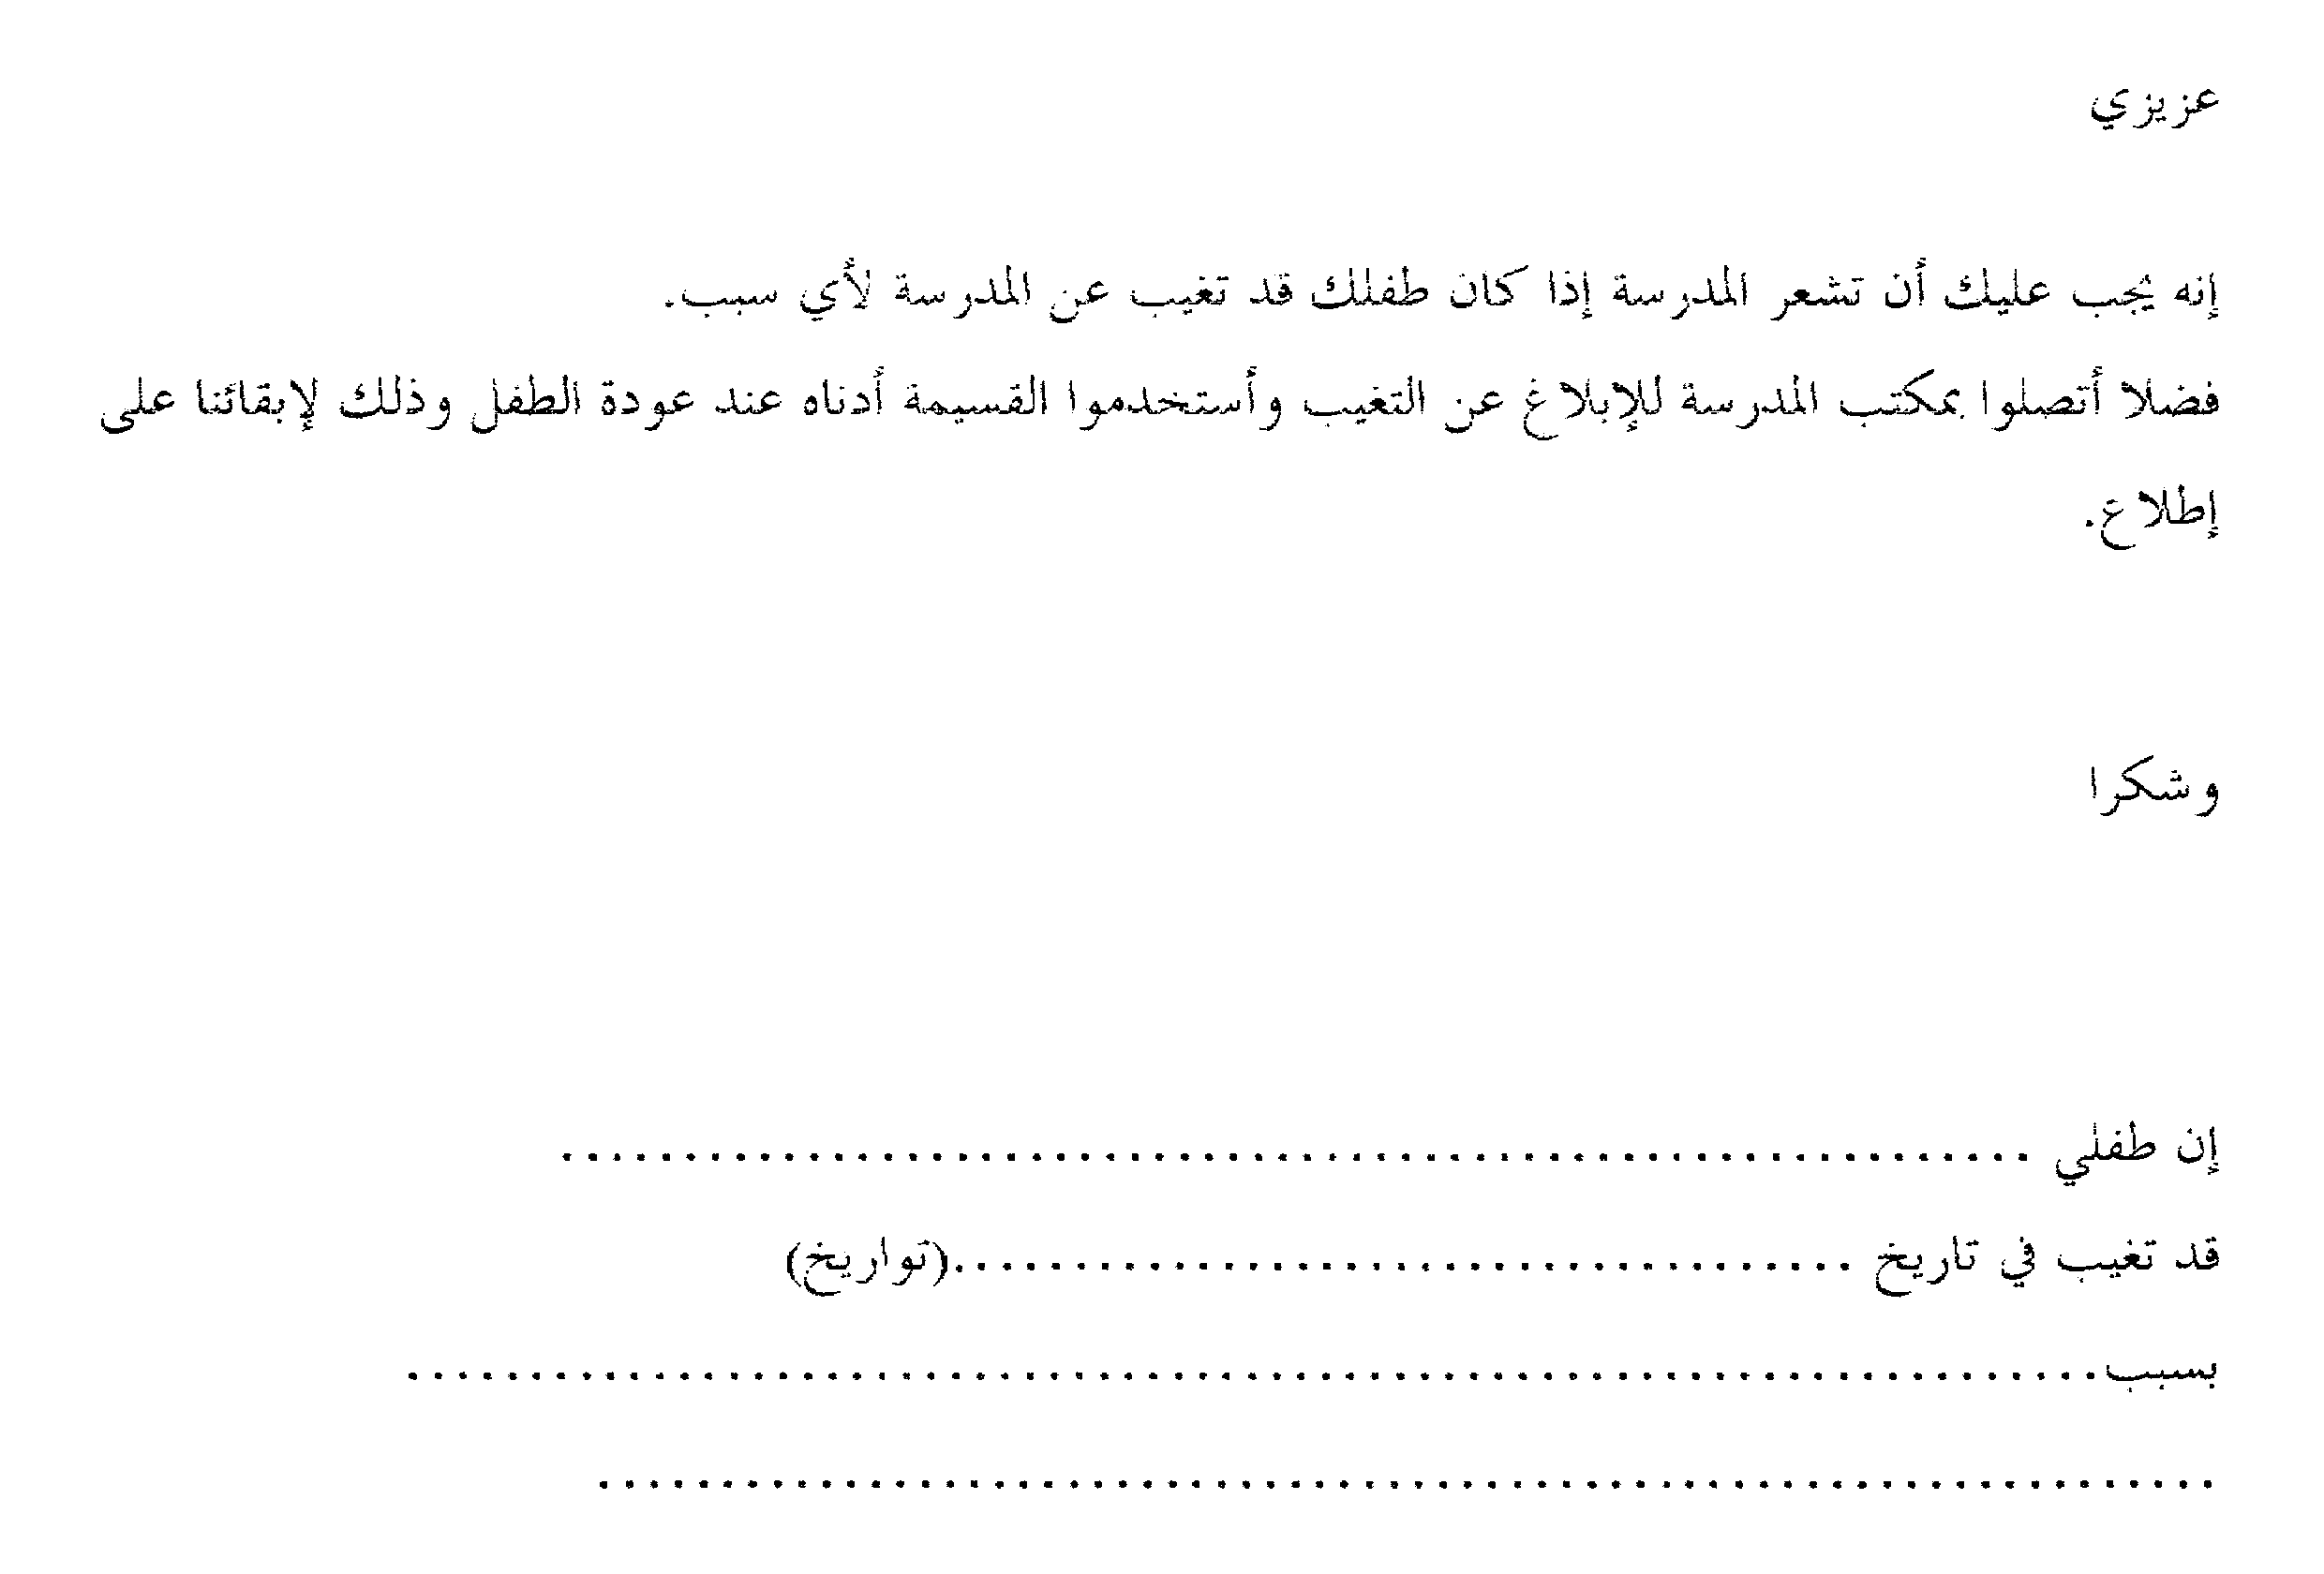 عزيزي
إنه يجب عليك أن تشعر المدرسة إذا كان طفلك قد تغيب عن المدرسة لأي سبب.
فضلا أتصلوا بمكتب المدرسة للإبلاغ عن التغيب وأستخدموا القسيمة أدناه عند عودة الطفل وذلك لإبقائنا على
إطلاع.
وشكرا
إن طفلي ............................................................
قد تغيب في تاريخ .....................................(تواريخ)
بسبب.....................................................................
..................................................................